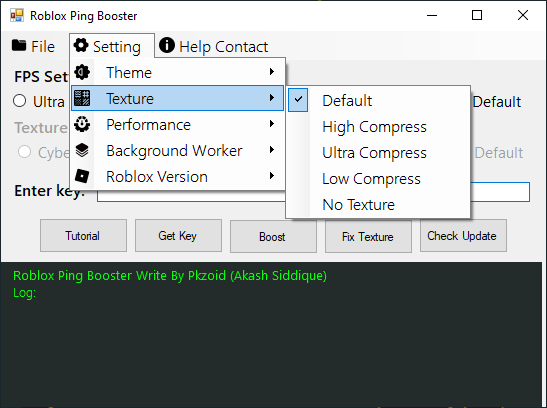 Roblox Ping Booster
File Setting Help Contact
FPS Set
Theme
Ultra Default
Texture
Performance
Background Worker
Roblox Version
Default
High Compress
Ultra Compress
Low Compress
No Texture
Texture
Cybe Default
Enter key:
Tutorial Get Key Boost Fix Texture Check Update
Roblox Ping Booster Write By Pkzoid (Akash Siddique)
Log: